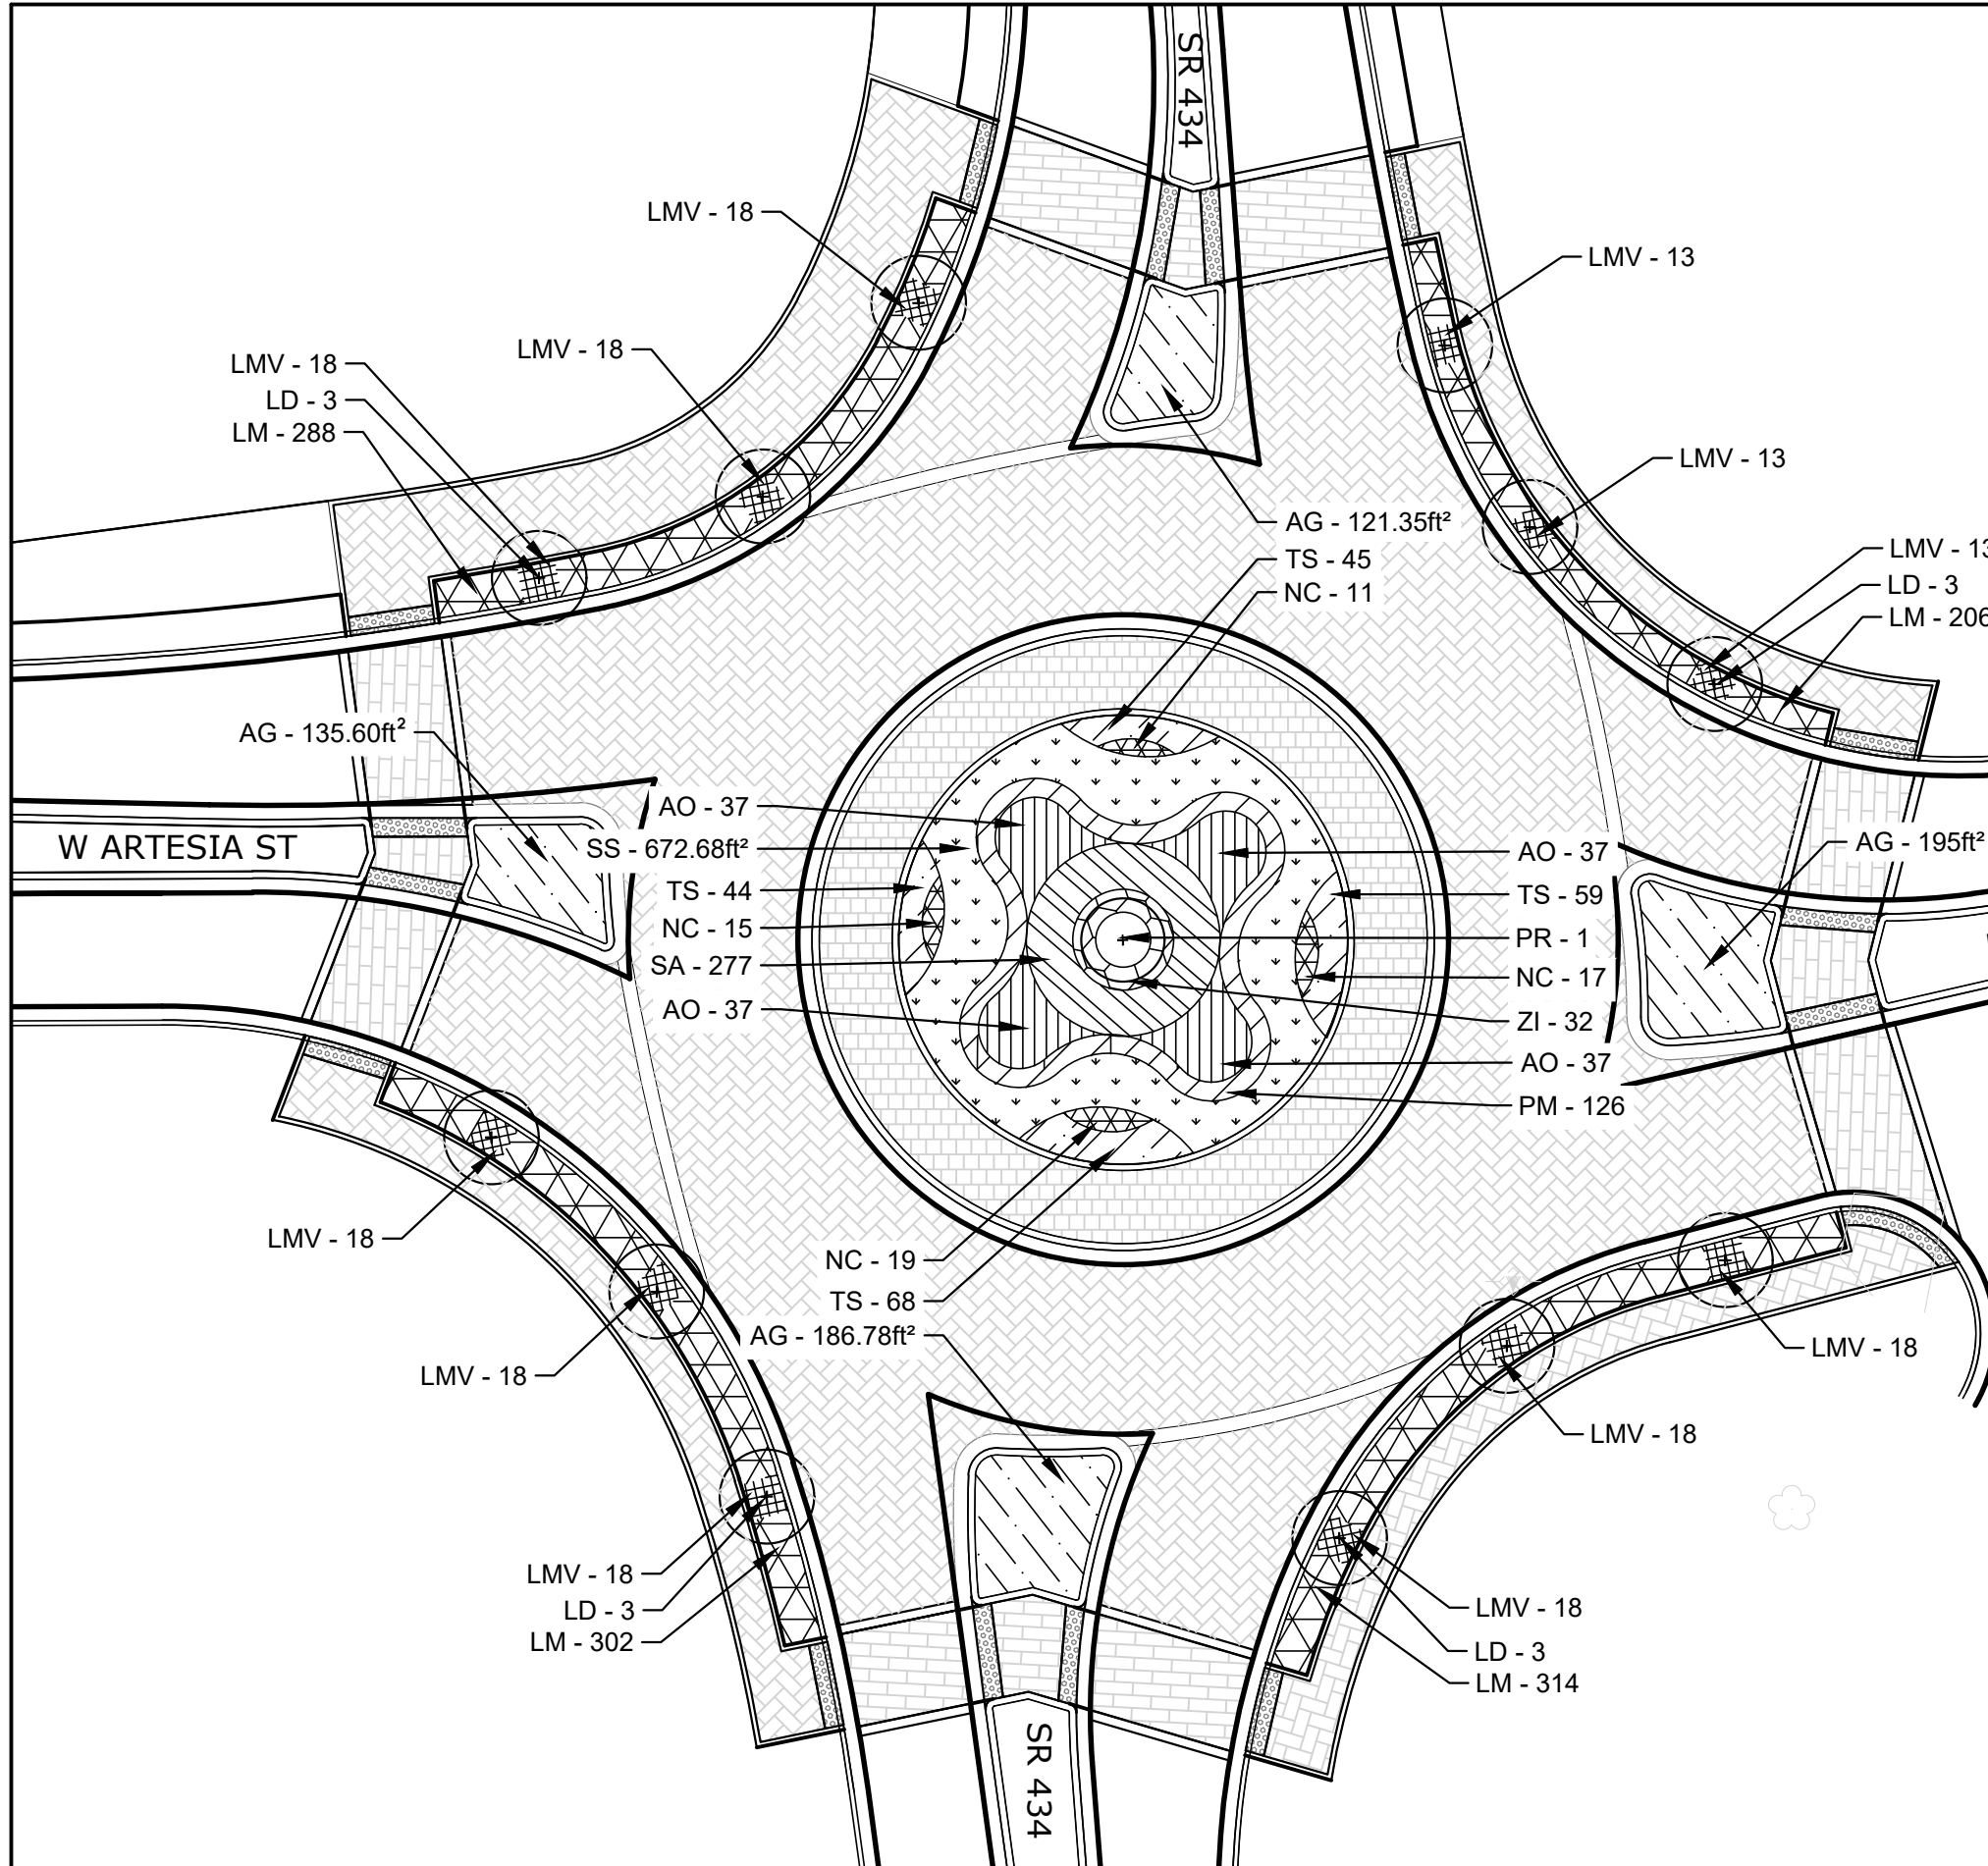 SR 434
LMV - 18
LMV - 13
LMV - 18
LMV - 18
LD - 3
LM - 288
LMV - 13
AG - 121.35ft²
TS - 45
NC - 11
LMV - 13
LD - 3
LM - 206
AG - 135.60ft²
W ARTESIA ST
AO - 37
SS - 672.68ft²
TS - 44
NC - 15
SA - 277
AO - 37
AO - 37
TS - 59
PR - 1
NC - 17
ZI - 32
AO - 37
PM - 126
AG - 195ft²
LMV - 18
NC - 19
TS - 68
AG - 186.78ft²
LMV - 18
LMV - 18
LMV - 18
LMV - 18
LD - 3
LM - 302
LMV - 18
LD - 3
LM - 314
SR 434